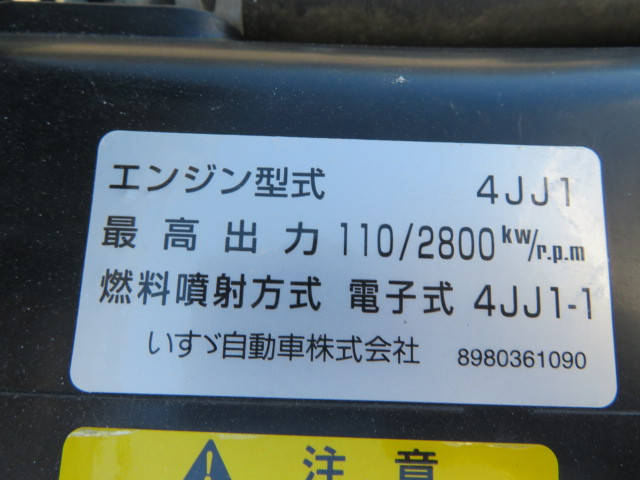 エンジン型式 4JJ1
最高出力 110/2800 kw/r.p.m
燃料噴射方式 電子式 4JJ1-1
いすゞ自動車株式会社 8980361090
注意